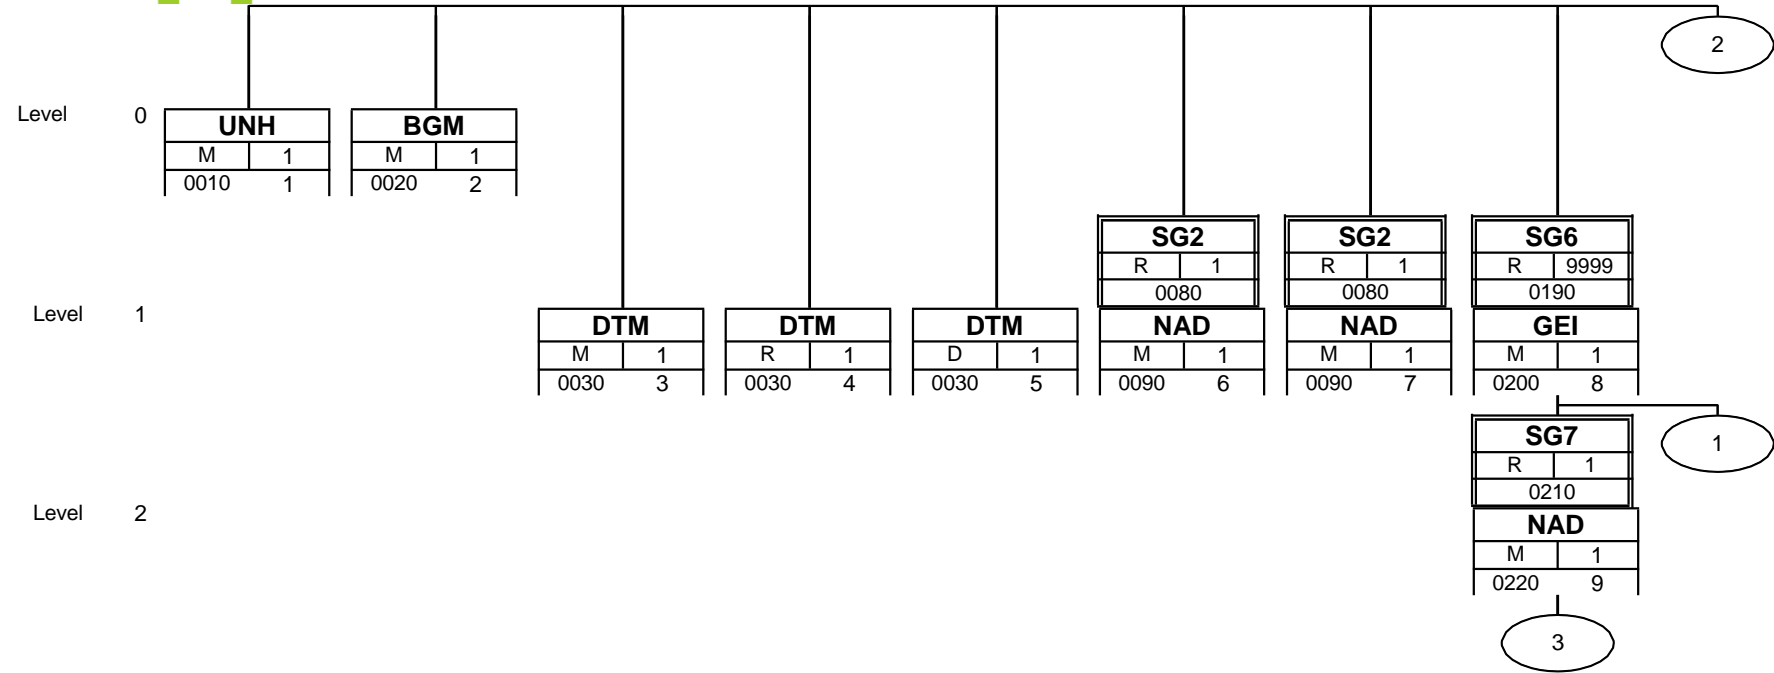 2
Level 0
UNH BGM
M 1 M 1
0010 1 0020 2
SG2 SG2 SG6
R 1 R 1 R 9999
0080 0080 0190
Level 1
DTM DTM DTM NAD NAD GEI
M 1 R 1 D 1 M 1 M 1 M 1
0030 3 0030 4 0030 5 0090 6 0090 7 0200 8
SG7 1
R 1
0210
Level 2
NAD
M 1
0220 9
3